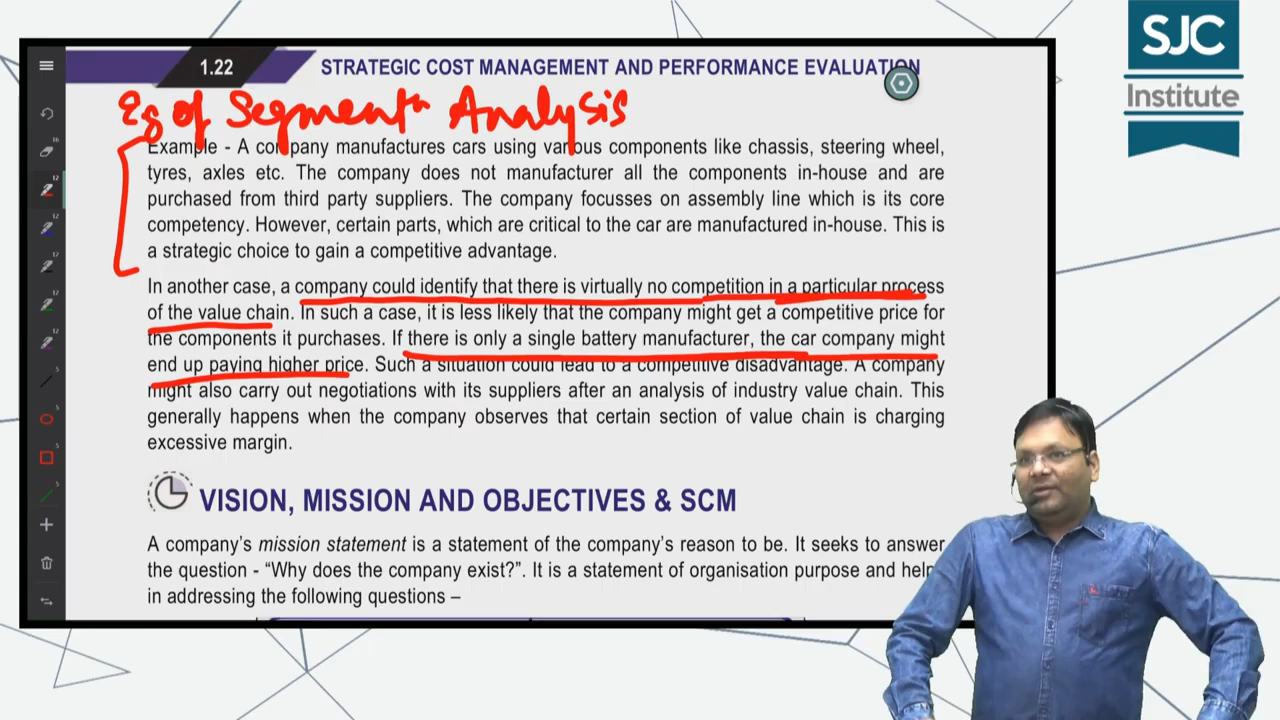 SJC
Institute
1.22 STRATEGIC COST MANAGEMENT AND PERFORMANCE EVALUATION
Eg of Segment Analysis
Example - A company manufactures cars using various components like chassis, steering wheel,
tyres, axles etc. The company does not manufacturer all the components in-house and are
purchased from third party suppliers. The company focusses on assembly line which is its core
competency. However, certain parts, which are critical to the car are manufactured in-house. This is
a strategic choice to gain a competitive advantage.
In another case, a company could identify that there is virtually no competition in a particular process
of the value chain. In such a case, it is less likely that the company might get a competitive price for
the components it purchases. If there is only a single battery manufacturer, the car company might
end up paying higher price. Such a situation could lead to a competitive disadvantage. A company
might also carry out negotiations with its suppliers after an analysis of industry value chain. This
generally happens when the company observes that certain section of value chain is charging
excessive margin.
VISION, MISSION AND OBJECTIVES & SCM
A company's mission statement is a statement of the company's reason to be. It seeks to answer
the question - “Why does the company exist?”. It is a statement of organisation purpose and help
in addressing the following questions –